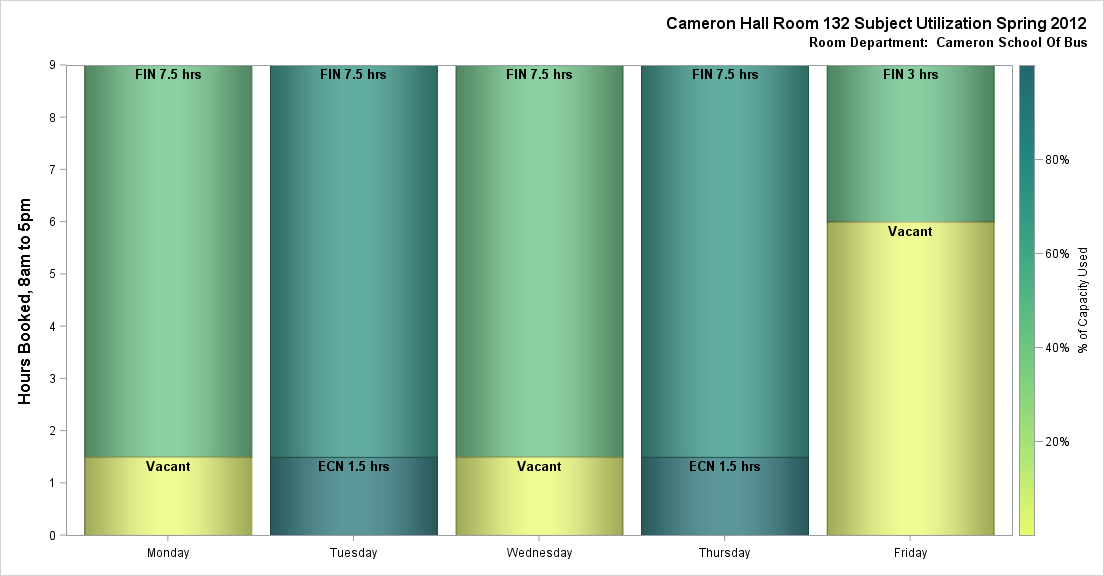 Cameron Hall Room 132 Subject Utilization Spring 2012
Room Department:  Cameron School Of Bus
Hours Booked, 8am to 5pm
9
8
7
6
5
4
3
2
1
0
FIN 7.5 hrs
FIN 7.5 hrs
FIN 7.5 hrs
FIN 7.5 hrs
FIN 3 hrs
Vacant
Vacant
ECN 1.5 hrs
Vacant
ECN 1.5 hrs
Monday
Tuesday
Wednesday
Thursday
Friday
80%
60%
40%
20%
% of Capacity Used